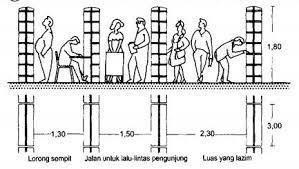 1,80
3,00
1,30 1,50 2,30
Lorong sompit Jalan untuk lalu-lintas pengunjung Luas yang lazim